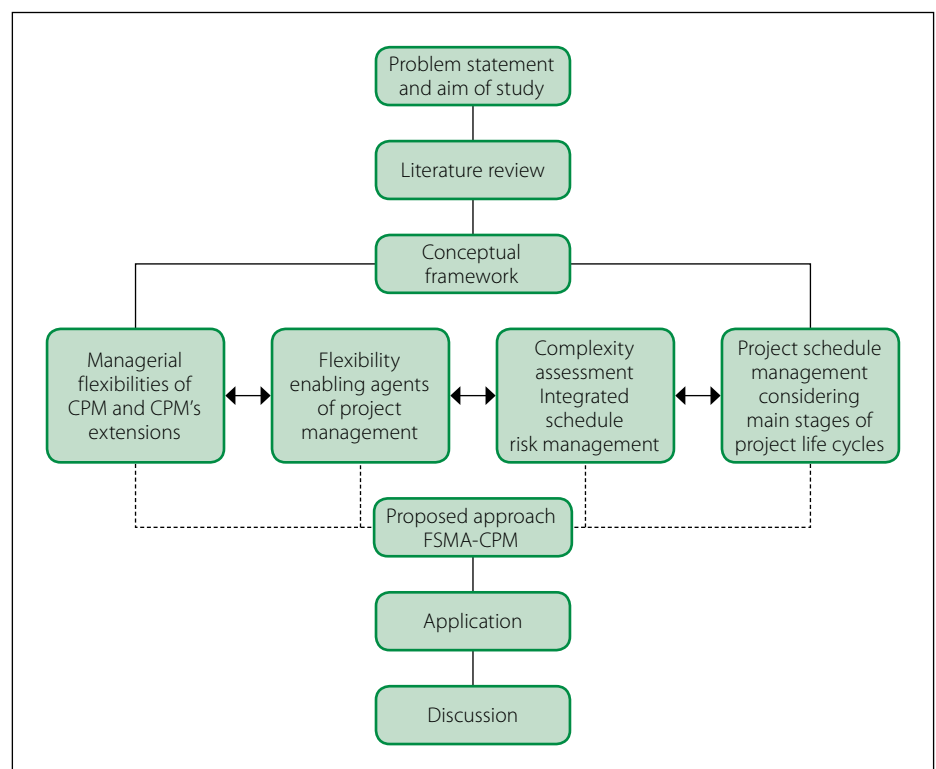 Problem statement
and aim of study
Literature review
Conceptual
framework
Managerial
flexibilities of
CPM and CPM's
extensions
Flexibility
enabling agents
of project
management
Complexity
assessment
Integrated
schedule
risk management
Project schedule
management
considering
main stages of
project life cycles
Proposed approach
FSMA-CPM
Application
Discussion